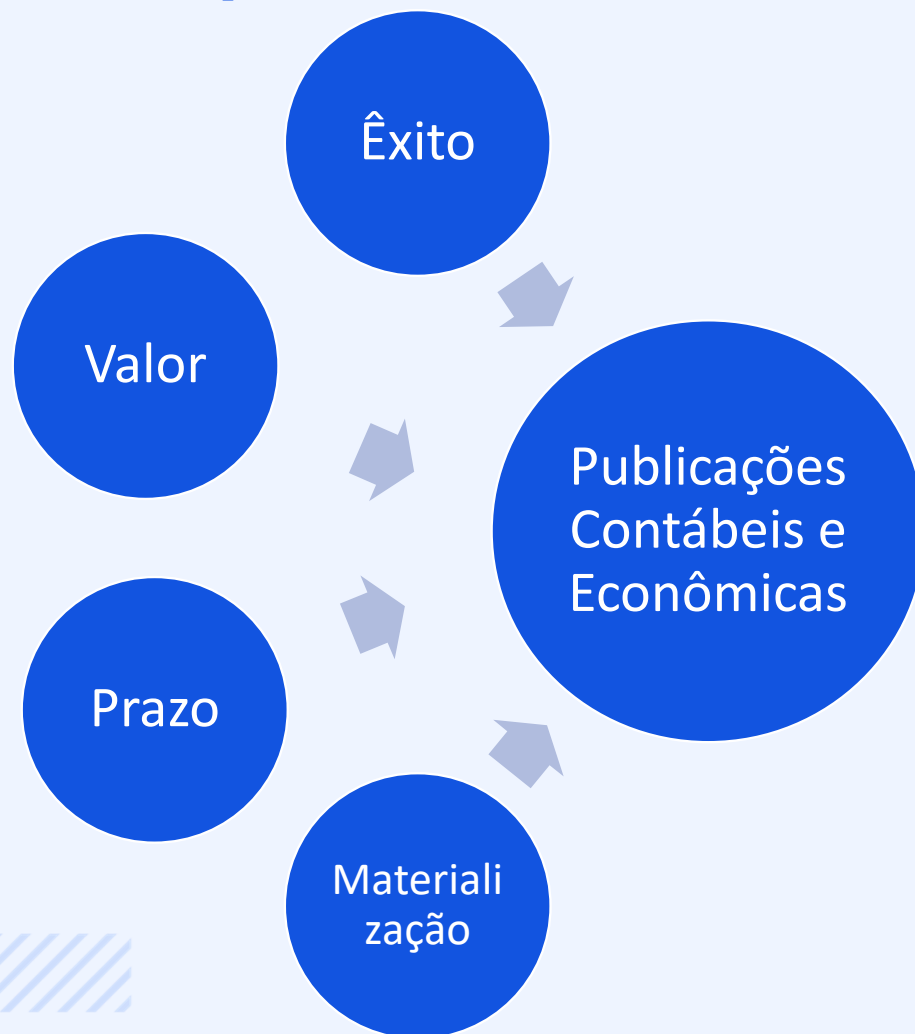 Êxito
Valor
Publicações
Contábeis e
Econômicas
Prazo
Materiali
zação